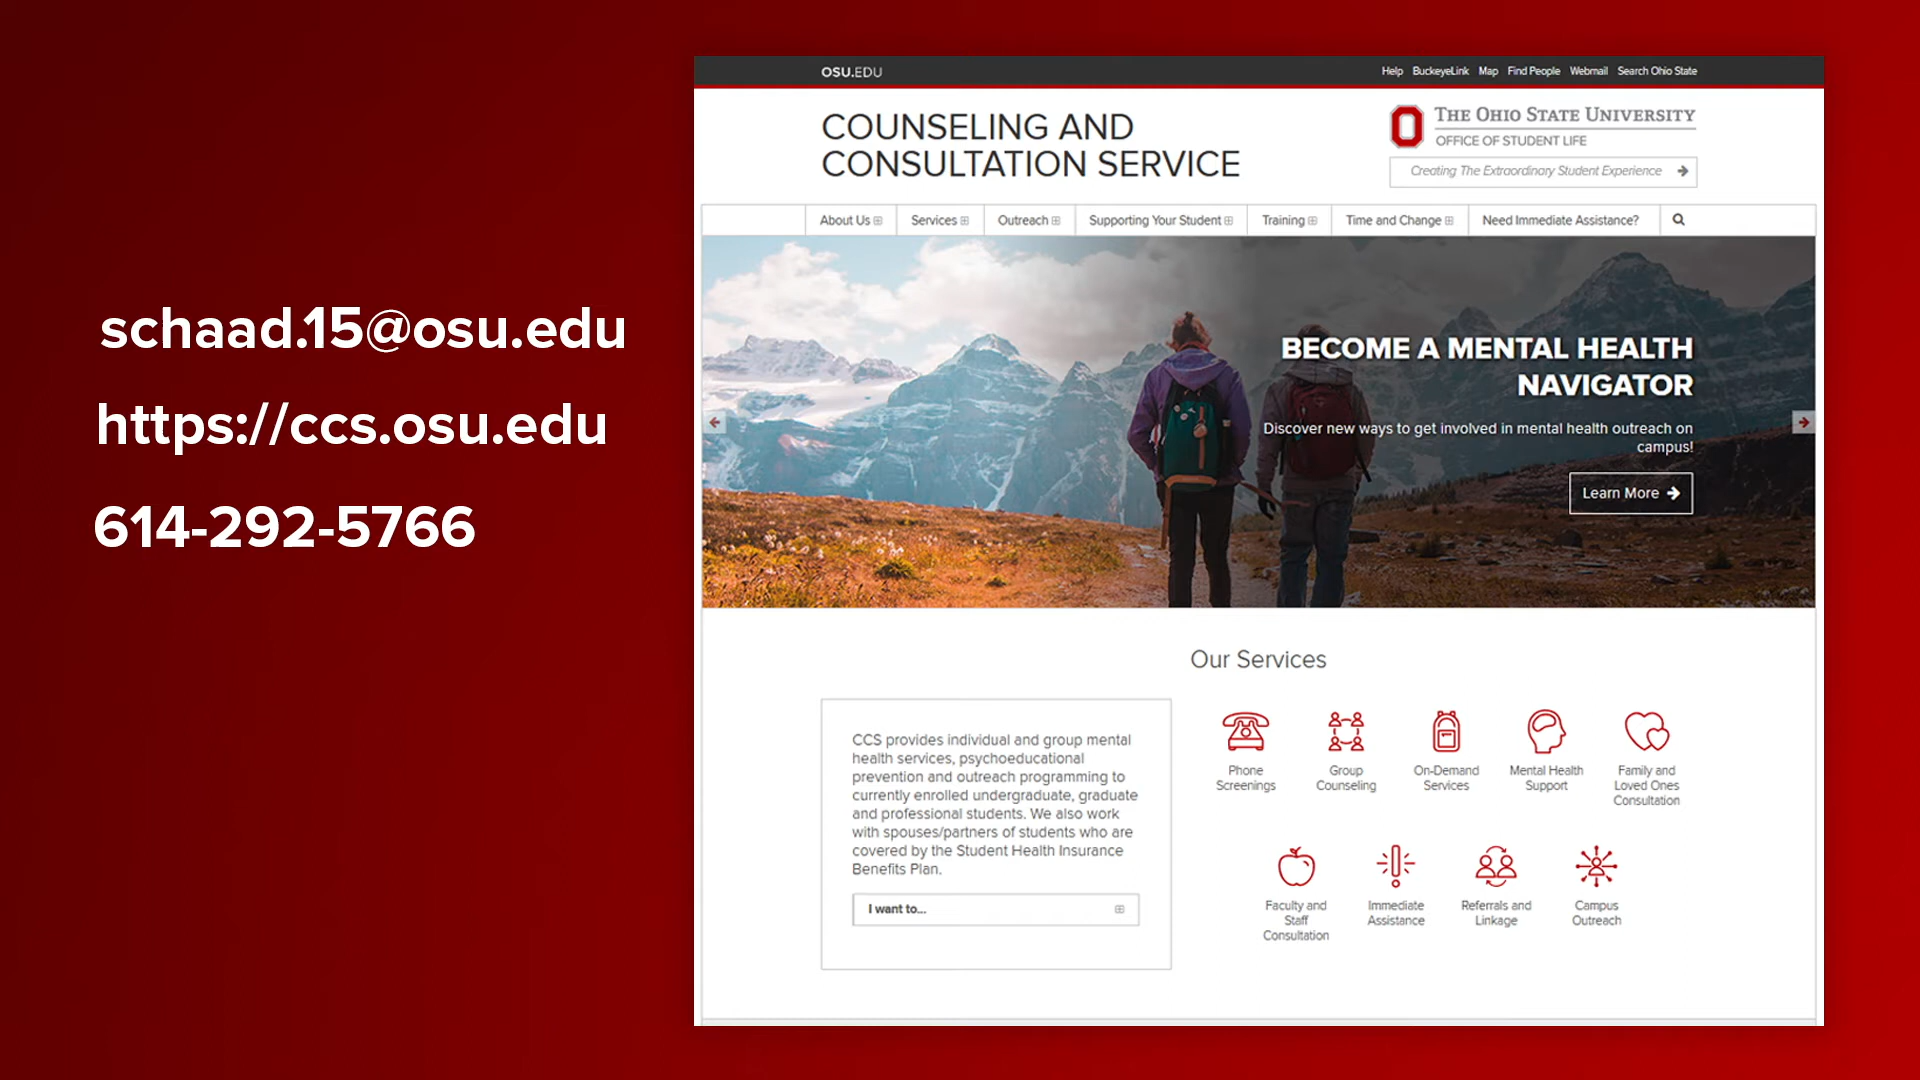 schaad.15@osu.edu
https://ccs.osu.edu
614-292-5766
OSU.EDU
Help BuckeyeLink Map Find People Webmail Search Ohio State
COUNSELING AND
CONSULTATION SERVICE
THE OHIO STATE UNIVERSITY
OFFICE OF STUDENT LIFE
Creating The Extraordinary Student Experience
About Us Services Outreach Supporting Your Student Training Time and Change Need Immediate Assistance?
BECOME A MENTAL HEALTH
NAVIGATOR
Discover new ways to get involved in mental health outreach on
campus!
Learn More
Our Services
CCS provides individual and group mental
health services, psychoeducational
prevention and outreach programming to
currently enrolled undergraduate, graduate
and professional students. We also work
with spouses/partners of students who are
covered by the Student Health Insurance
Benefits Plan.
I want to...
Phone
Screenings
Group
Counseling
On-Demand
Services
Mental Health
Support
Family and
Loved Ones
Consultation
Faculty and
Staff
Consultation
Immediate
Assistance
Referrals and
Linkage
Campus
Outreach